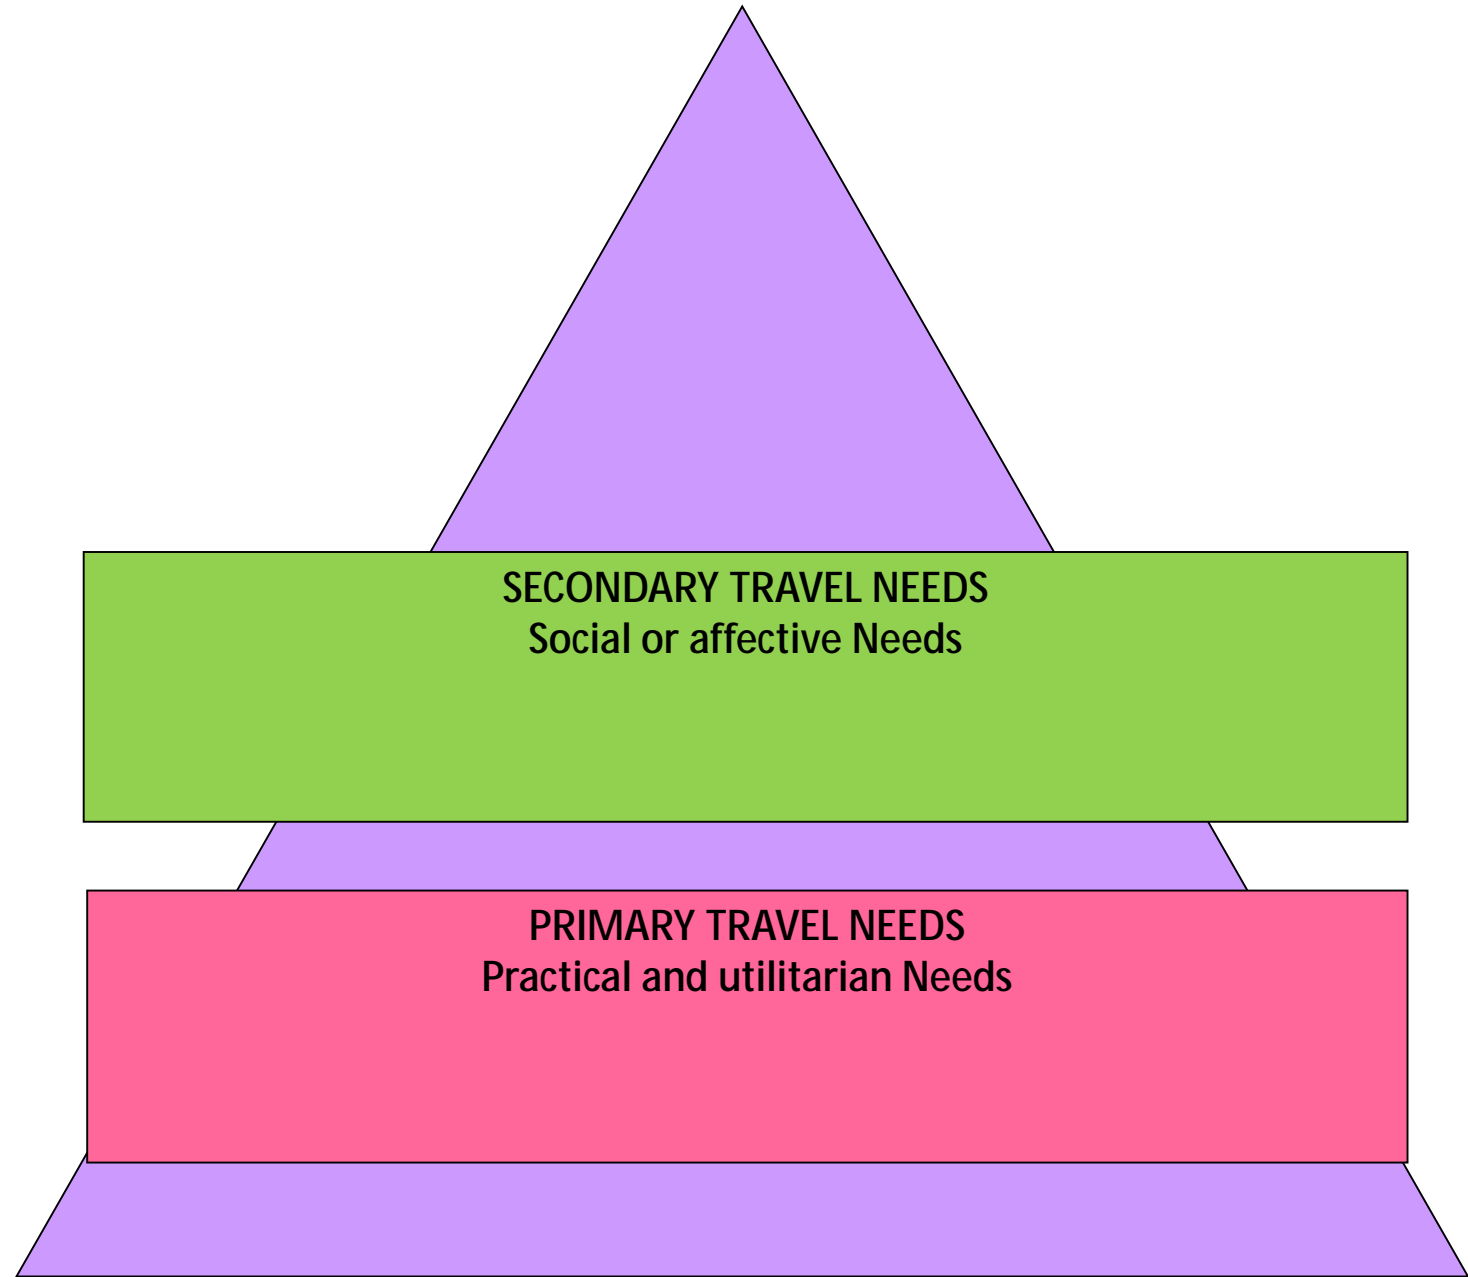 SECONDARY TRAVEL NEEDS
Social or affective Needs
PRIMARY TRAVEL NEEDS
Practical and utilitarian Needs